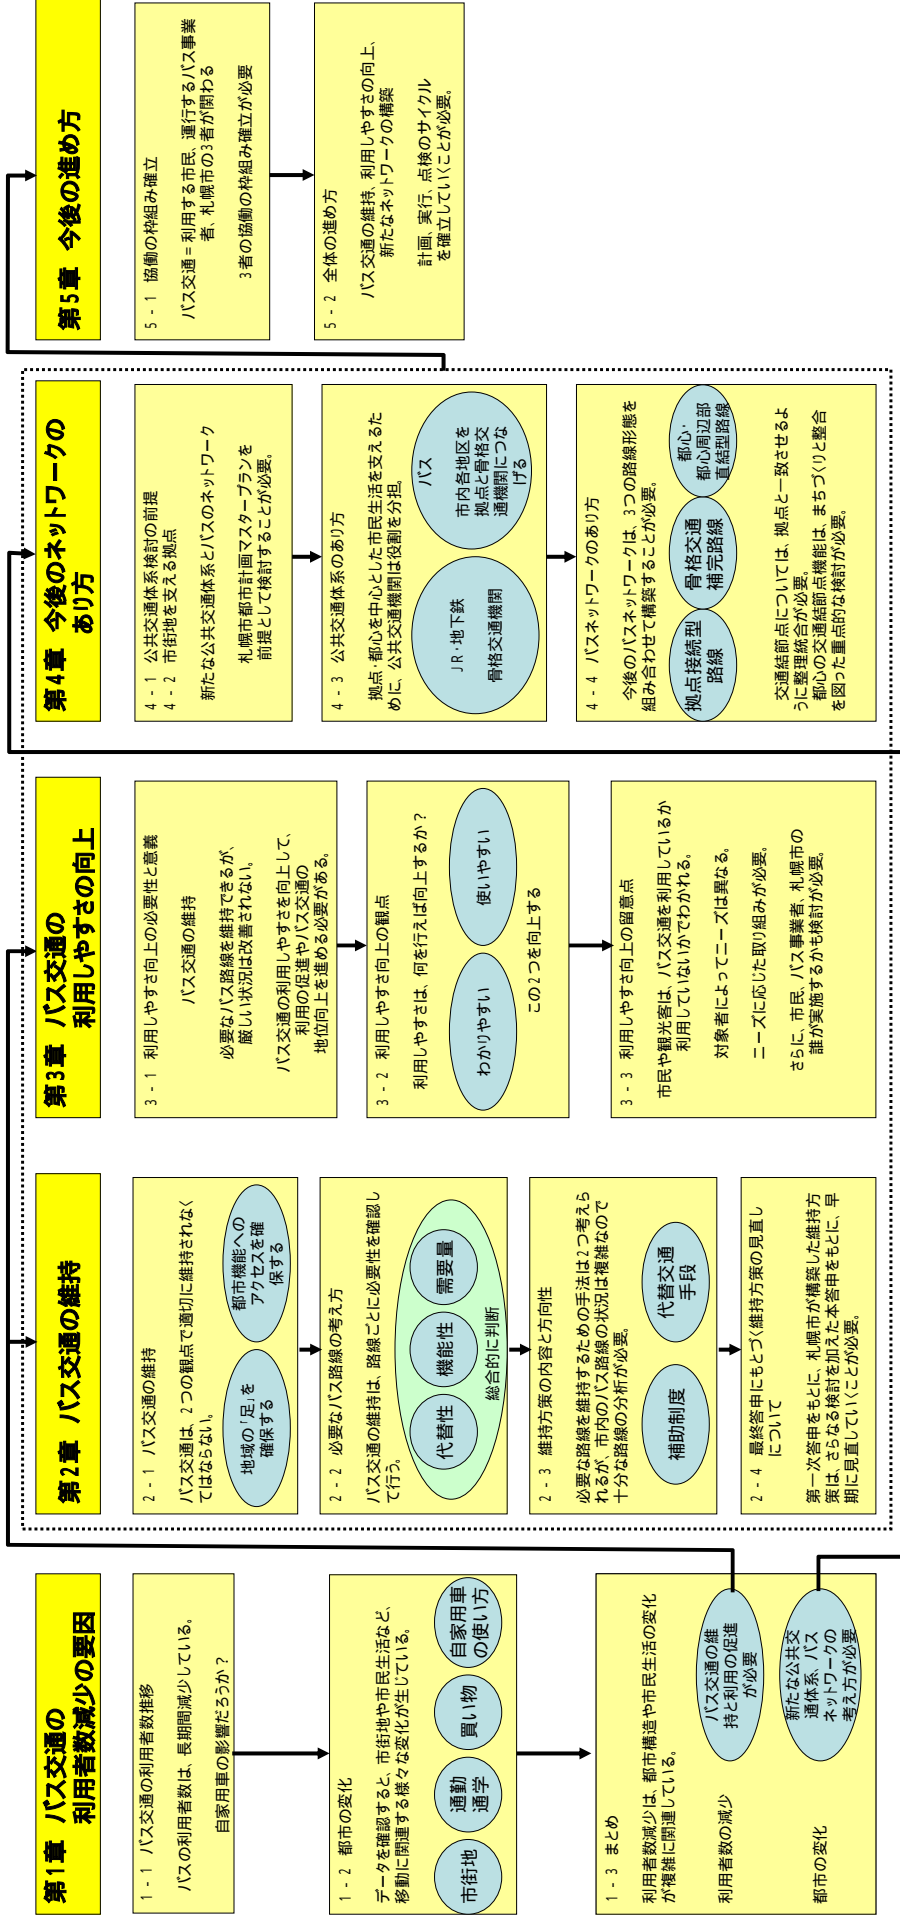 第1章 バス交通の
利用者数減少の要因
1-1 バス交通の利用者数推移
バスの利用者数は、長期間減少している。
自家用車の影響だろうか？
1-2 都市の変化
データを確認すると、市街地や市民生活など、
移動に関連する様々な変化が生じている。
市街地
通勤
通学
買い物
自家用車
の使い方
1-3 まとめ
利用者数減少は、都市構造や市民生活の変化
が複雑に関連している。
利用者数の減少
バス交通の維
持と利用の促進
が必要
都市の変化
新たな公共交
通体系、バス
ネットワークの
考え方が必要
第2章 バス交通の維持
2-1 バス交通の維持
バス交通は、2つの観点で適切に維持されなく
てはならない。
地域の「足」を
確保する
都市機能への
アクセスを確
保する
2-2 必要なバス路線の考え方
バス交通の維持は、路線ごとに必要性を確認し
て行う。
代替性
機能性
需要量
総合的に判断
2-3 維持方策の内容と方向性
必要な路線を維持するための手法は2つ考えら
れるが、市内のバス路線の状況は複雑なので
十分な路線の分析が必要。
補助制度
代替交通
手段
2-4 最終答申にもとづく維持方策の見直し
について
第一次答申をもとに、札幌市が構築した維持方
策は、さらなる検討を加えた本答申をもとに、早
期に見直していくことが必要。
第3章 バス交通の
利用しやすさの向上
3-1 利用しやすさ向上の必要性と意義
バス交通の維持
必要なバス路線を維持できるが、
厳しい状況は改善されない。
バス交通の利用しやすさを向上して、
利用の促進やバス交通の
地位向上を進める必要がある。
3-2 利用しやすさ向上の観点
利用しやすさは、何を行えば向上するか？
わかりやすい
使いやすい
この2つを向上する
3-3 利用しやすさ向上の留意点
市民や観光客は、バス交通を利用しているか
利用していないかでわかれる。
対象者によってニーズは異なる。
ニーズに応じた取り組みが必要。
さらに、市民、バス事業者、札幌市の
誰が実施するかも検討が必要。
第4章 今後のネットワークの
あり方
4-1 公共交通体系検討の前提
4-2 市街地を支える拠点
新たな公共交通体系とバスのネットワーク
札幌市都市計画マスタープランを
前提として検討することが必要。
4-3 公共交通体系のあり方
拠点・都心を中心とした市民生活を支えるた
めに、公共交通機関は役割を分担。
JR・地下鉄
骨格交通機関
バス
市内各地区を
拠点と骨格交
通機関につな
げる
4-4 バスネットワークのあり方
今後のバスネットワークは、3つの路線形態を
組み合わせて構築することが必要。
拠点接続型
路線
骨格交通
補完路線
都心・
都心周辺部
直結型路線
交通結節点については、拠点と一致させるよ
うに整理統合が必要。
都心の交通結節点機能は、まちづくりと整合
を図った重点的な検討が必要。
第5章 今後の進め方
5-1 協働の枠組み確立
バス交通＝利用する市民、運行するバス事業
者、札幌市の3者が関わる
3者の協働の枠組み確立が必要
5-2 全体の進め方
バス交通の維持、利用しやすさの向上、
新たなネットワークの構築
計画、実行、点検のサイクル
を確立していくことが必要。